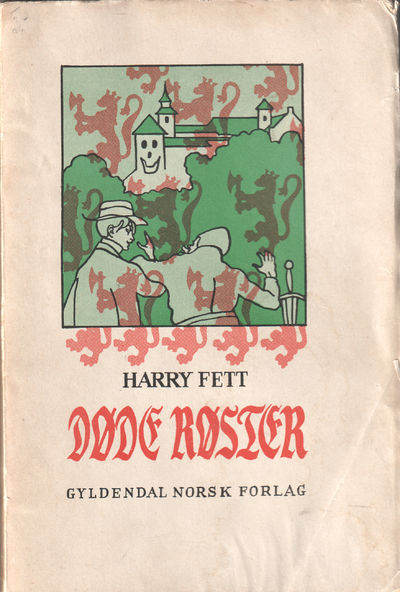 HARRY FETT
DØDE RØSTER
GYLDENDAL NORSK FORLAG